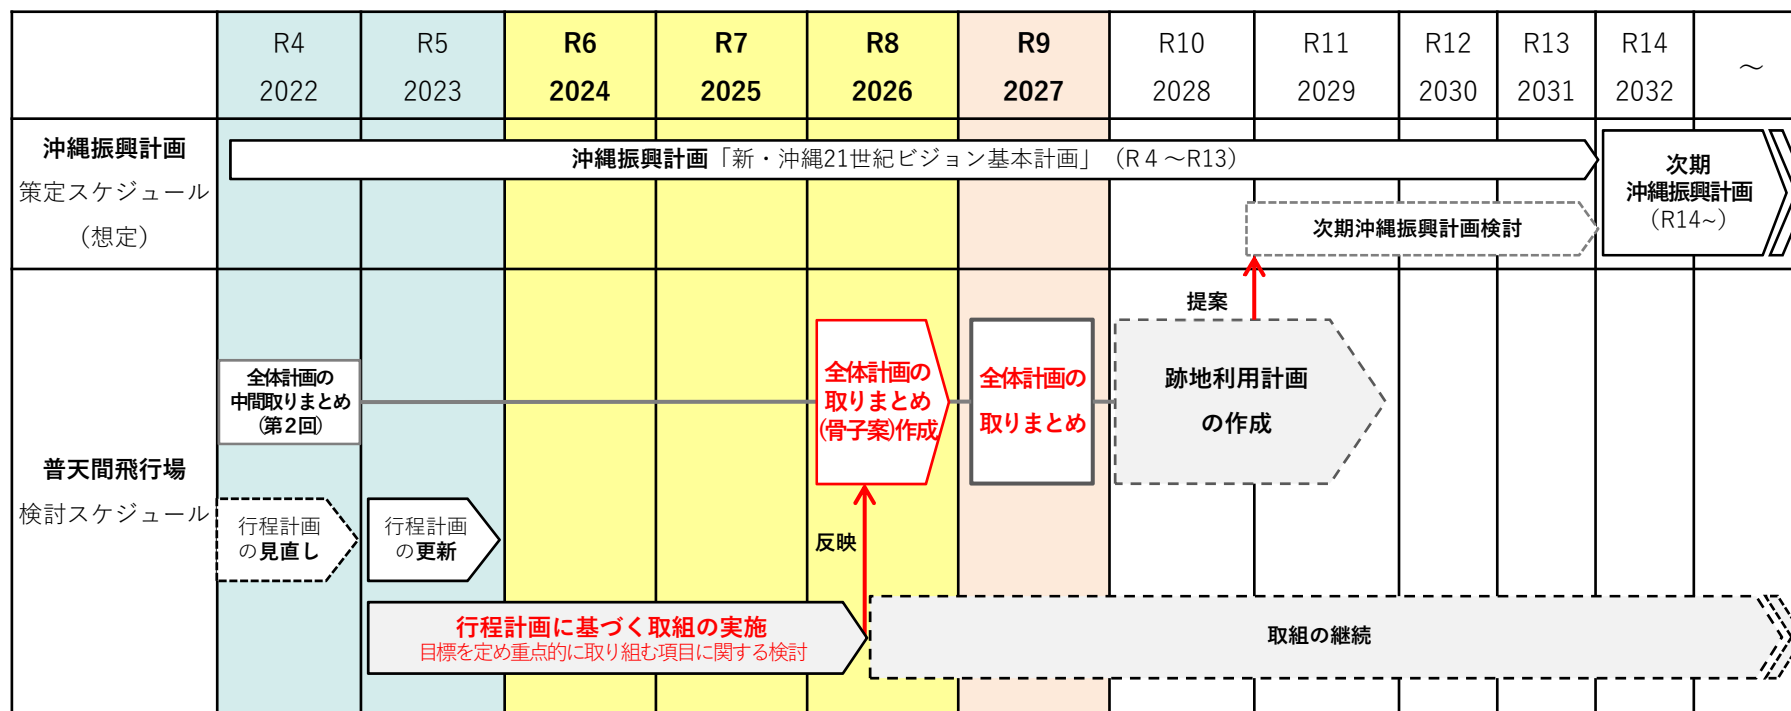 R4
2022
R5
2023
R6
2024
R7
2025
R8
2026
R9
2027
R10
2028
R11
2029
R12
2030
R13
2031
R14
2032
～
沖縄振興計画
策定スケジュール
(想定)
沖縄振興計画「新・沖縄21世紀ビジョン基本計画」（R４～R13）
次期沖縄振興計画検討
次期
沖縄振興計画
（R14~）
普天間飛行場
検討スケジュール
提案
全体計画の
中間取りまとめ
(第２回)
全体計画の
取りまとめ
(骨子案)作成
全体計画の
取りまとめ
跡地利用計画
の作成
行程計画
の見直し
行程計画
の更新
反映
行程計画に基づく取組の実施
目標を定め重点的に取り組む項目に関する検討
取組の継続